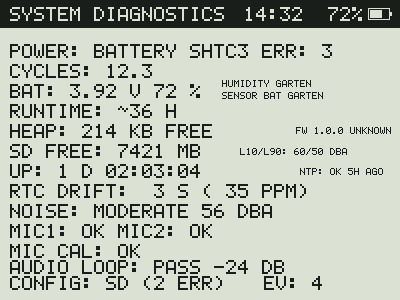 SYSTEM DIAGNOSTICS 14:32 72%
POWER: BATTERY SHTC3 ERR: 3
CYCLES: 12.3
BAT: 3.92 V 72 %
HUMIDITY GARTEN
SENSOR BAT GARTEN
RUNTIME: ~36 H
HEAP: 214 KB FREE
FW 1.0.0 UNKNOWN
SD FREE: 7421 MB
L10/L90: 60/50 DBA
UP: 1 D 02:03:04
NTP: OK 5H AGO
RTC DRIFT: 3 S ( 35 PPM)
NOISE: MODERATE 56 DBA
MIC1: OK MIC2: OK
MIC CAL: OK
AUDIO LOOP: PASS -24 DB
CONFIG: SD (2 ERR) EV: 4